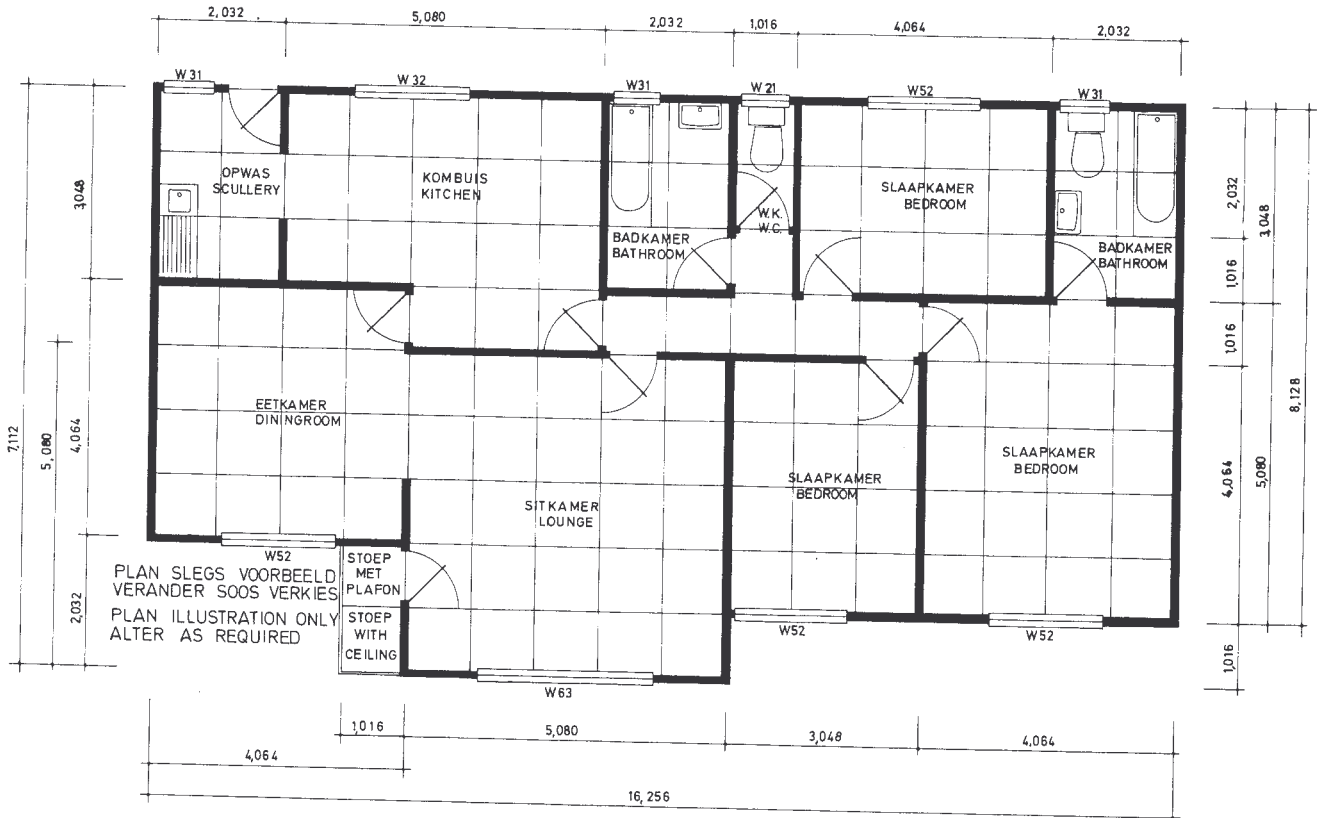 2,032
5,080
2,032
1,016
4,064
2,032
W 31
W 32
W31
W 21
W52
W31
OPWAS
SCULLERY
KOMBUIS
KITCHEN
BADKAMER
BATHROOM
W.K.
W.C.
SLAAPKAMER
BEDROOM
BADKAMER
BATHROOM
3,048
7,112
5,080
4,064
2,032
2,032
3,048
1,016
1,016
8,128
4,064
5,080
1,016
EETKAMER
DININGROOM
SITKAMER
LOUNGE
SLAAPKAMER
BEDROOM
SLAAPKAMER
BEDROOM
W52
STOEP
MET
PLAFON
STOEP
WITH
CEILING
PLAN SLEGS VOORBEELD
VERANDER SOOS VERKIES
PLAN ILLUSTRATION ONLY
ALTER AS REQUIRED
W52
W52
W63
1,016
5,080
3,048
4,064
4,064
16,256